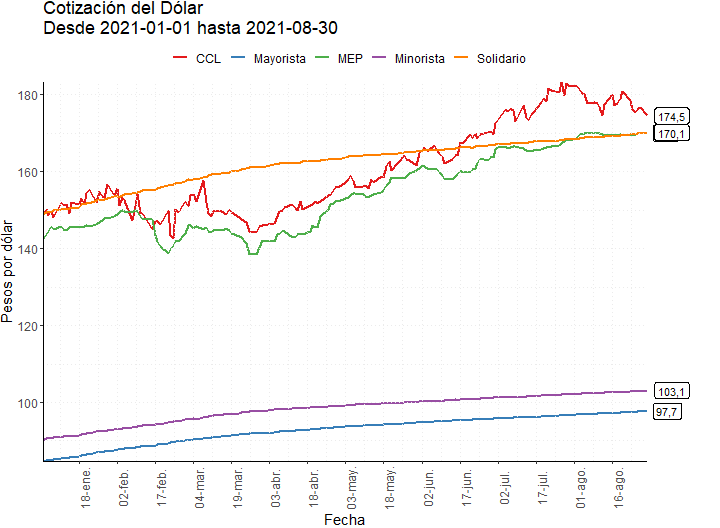 Cotización del Dólar
Desde 2021-01-01 hasta 2021-08-30
CCL Mayorista MEP Minorista Solidario
180
160
140
120
100
Pesos por dólar
174,5
170,1
103,1
97,7
18-ene.
02-feb.
17-feb.
04-mar.
19-mar.
03-abr.
18-abr.
03-may.
18-may.
02-jun.
17-jun.
02-jul.
17-jul.
01-ago.
16-ago.
Fecha